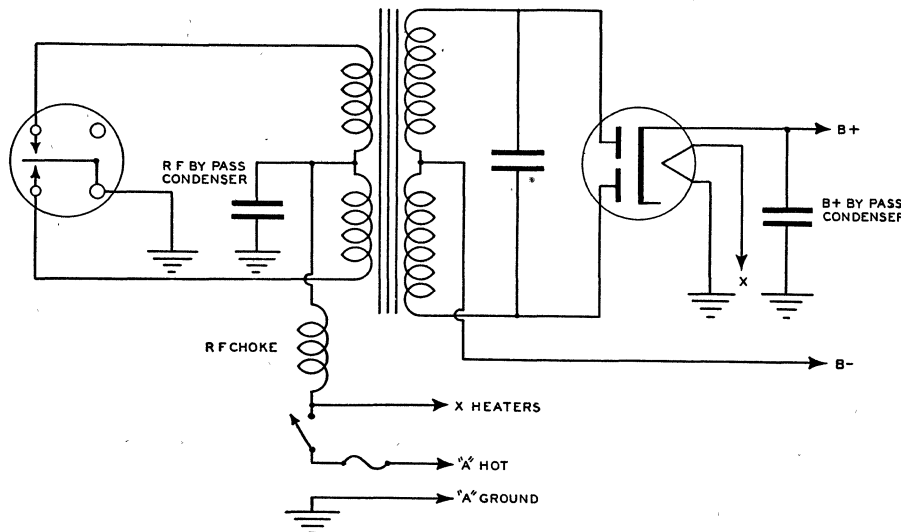 RF BY PASS
CONDENSER
*
B+
B+ BY PASS
CONDENSER
X
RF CHOKE
B-
X HEATERS
"A" HOT
"A" GROUND